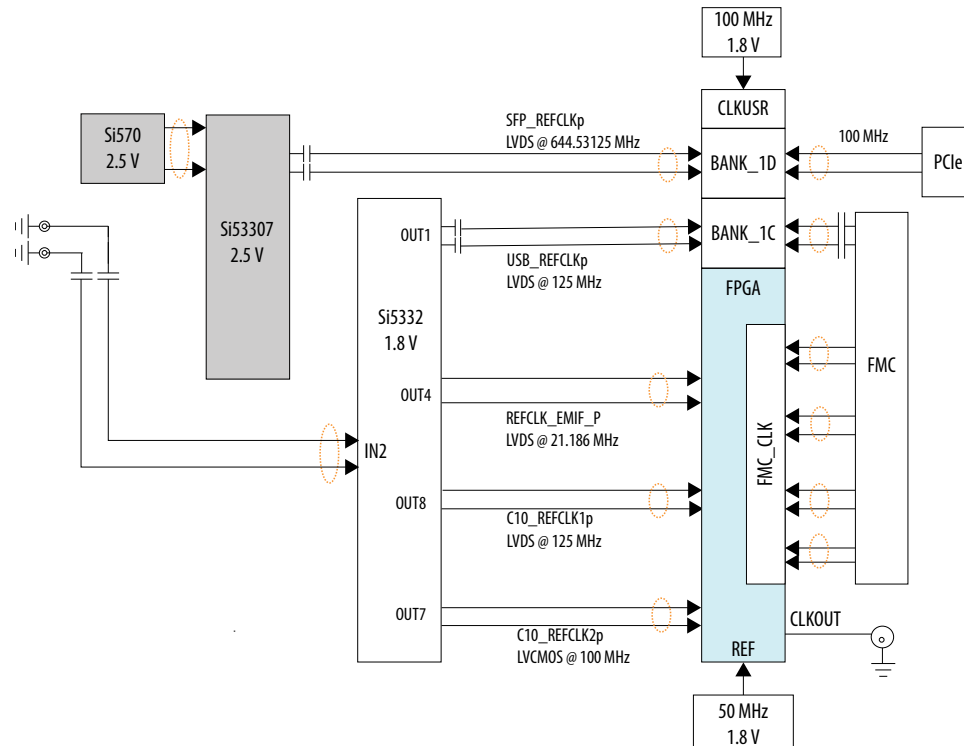 100 MHz
1.8 V
CLKUSR
Si570
2.5 V
SFP_REFCLKp
LVDS @ 644.53125 MHz
100 MHz
PCIe
BANK_1D
Si53307
2.5 V
OUT1
BANK_1C
USB_REFCLKp
LVDS @ 125 MHz
FPGA
Si5332
1.8 V
FMC
OUT4
REFCLK_EMIF_P
LVDS @ 21.186 MHz
FMC_CLK
IN2
OUT8
C10_REFCLK1p
LVDS @ 125 MHz
OUT7
CLKOUT
C10_REFCLK2p
LVCMOS @ 100 MHz
REF
50 MHz
1.8 V